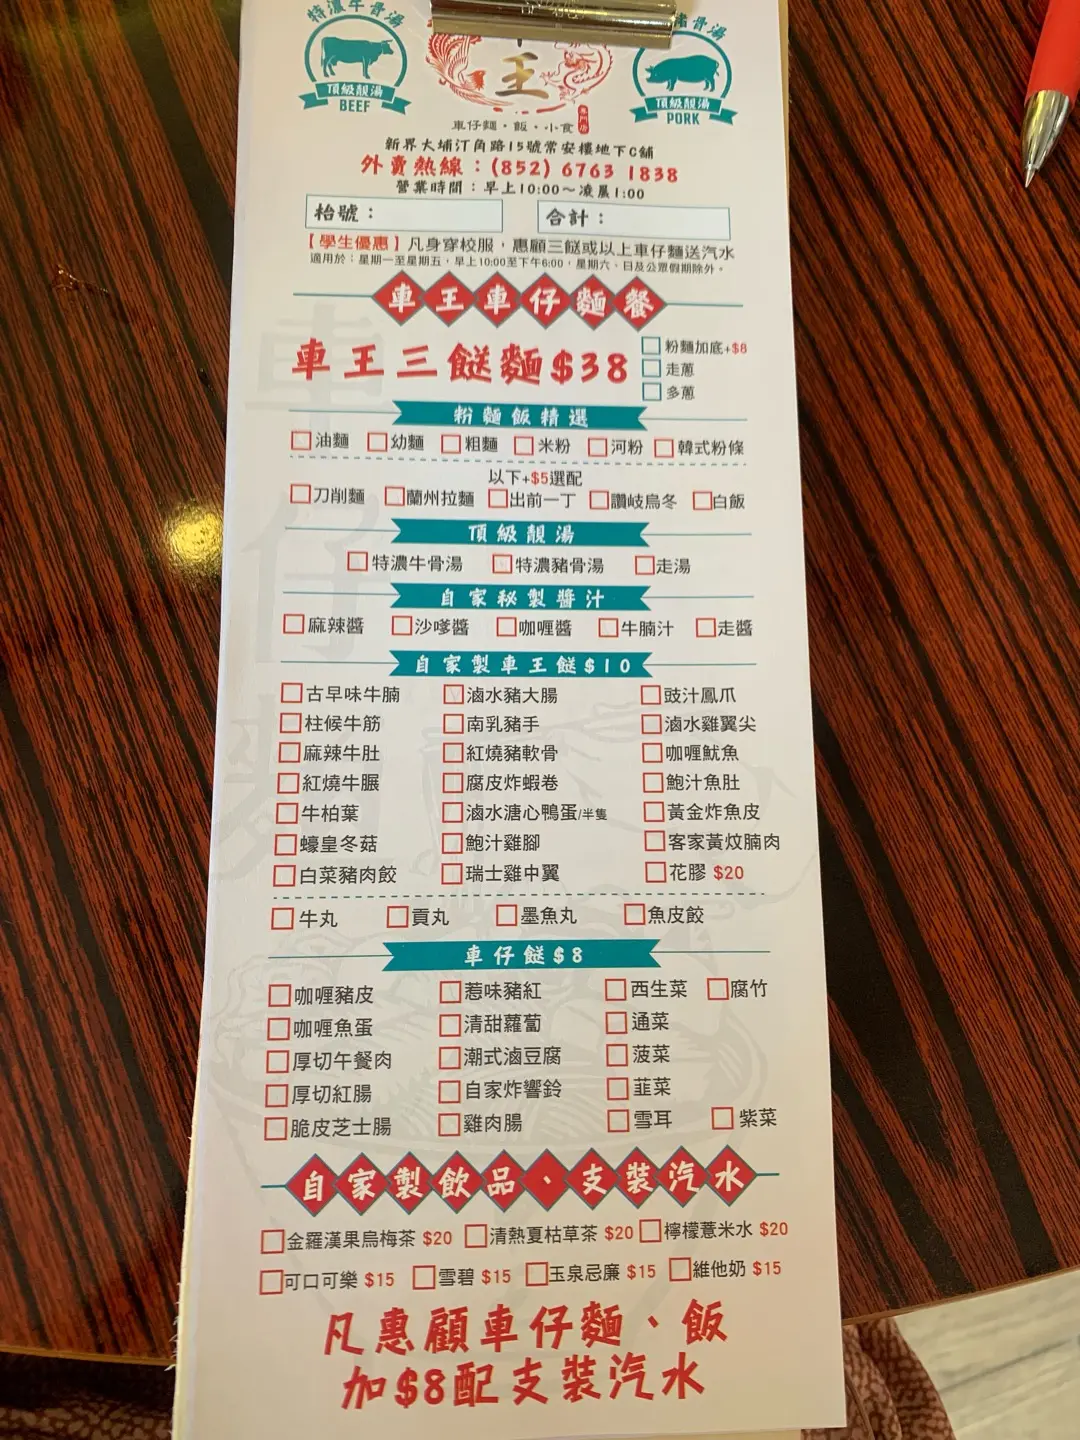 特濃牛骨湯
頂級靚湯
BEEF
王
車仔麵·飯·小食
專門店
豬骨湯
頂級靚湯
PORK
新界大埔汀角路15號常安樓地下C舖
外賣熱線：(852) 6763 1838
營業時間：早上10:00～凌晨1:00
枱號：
合計：
【學生優惠】凡身穿校服，惠顧三餸或以上車仔麵送汽水
適用於：星期一至星期五，早上10:00至下午6:00，星期六、日及公眾假期除外。
車王車仔麵餐
車王三餸麵$38
粉麵加底+$8
走蔥
多蔥
粉麵飯精選
油麵 幼麵 粗麵 米粉 河粉 韓式粉條
以下+$5選配
刀削麵 蘭州拉麵 出前一丁 讚岐烏冬 白飯
頂級靚湯
特濃牛骨湯 特濃豬骨湯 走湯
自家秘製醬汁
麻辣醬 沙嗲醬 咖喱醬 牛腩汁 走醬
自家製車王餸$10
古早味牛腩 滷水豬大腸 豉汁鳳爪
柱候牛筋 南乳豬手 滷水雞翼尖
麻辣牛肚 紅燒豬軟骨 咖喱魷魚
紅燒牛𦟌 腐皮炸蝦卷 鮑汁魚肚
牛柏葉 滷水溏心鴨蛋/半隻 黃金炸魚皮
蠔皇冬菇 鮑汁雞腳 客家黃炆腩肉
白菜豬肉餃 瑞士雞中翼 花膠 $20
牛丸 貢丸 墨魚丸 魚皮餃
車仔餸$8
咖喱豬皮 惹味豬紅 西生菜 腐竹
咖喱魚蛋 清甜蘿蔔 通菜
厚切午餐肉 潮式滷豆腐 菠菜
厚切紅腸 自家炸響鈴 韮菜
脆皮芝士腸 雞肉腸 雪耳 紫菜
自家製飲品、支裝汽水
金羅漢果烏梅茶 $20 清熱夏枯草茶 $20 檸檬薏米水 $20
可口可樂 $15 雪碧 $15 玉泉忌廉 $15 維他奶 $15
凡惠顧車仔麵、飯
加$8配支裝汽水